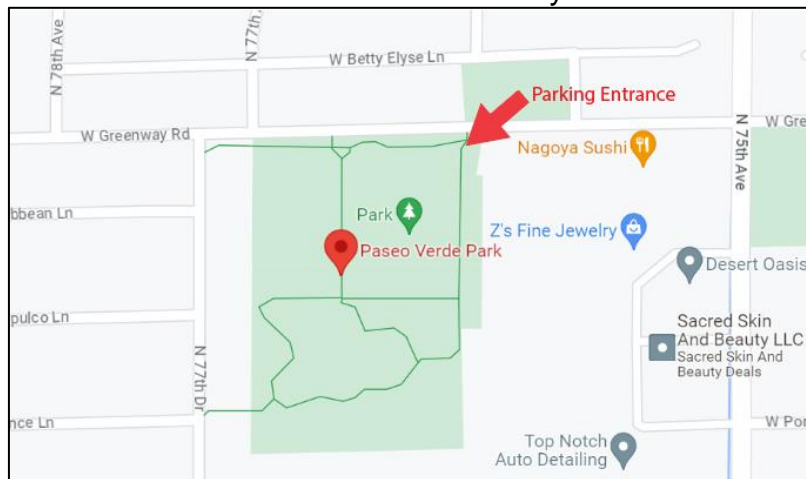 N 78th Ave
N 77th
W Betty Elyse Ln
Parking Entrance
W Greenway Rd
W Gre
N 75th Ave
Nagoya Sushi
Park
bbean Ln
Z's Fine Jewelry
Paseo Verde Park
Desert Oasis
pulco Ln
Sacred Skin
And Beauty LLC
Sacred Skin And
Beauty Deals
N 77th Dr
nce Ln
W Por
Top Notch
Auto Detailing